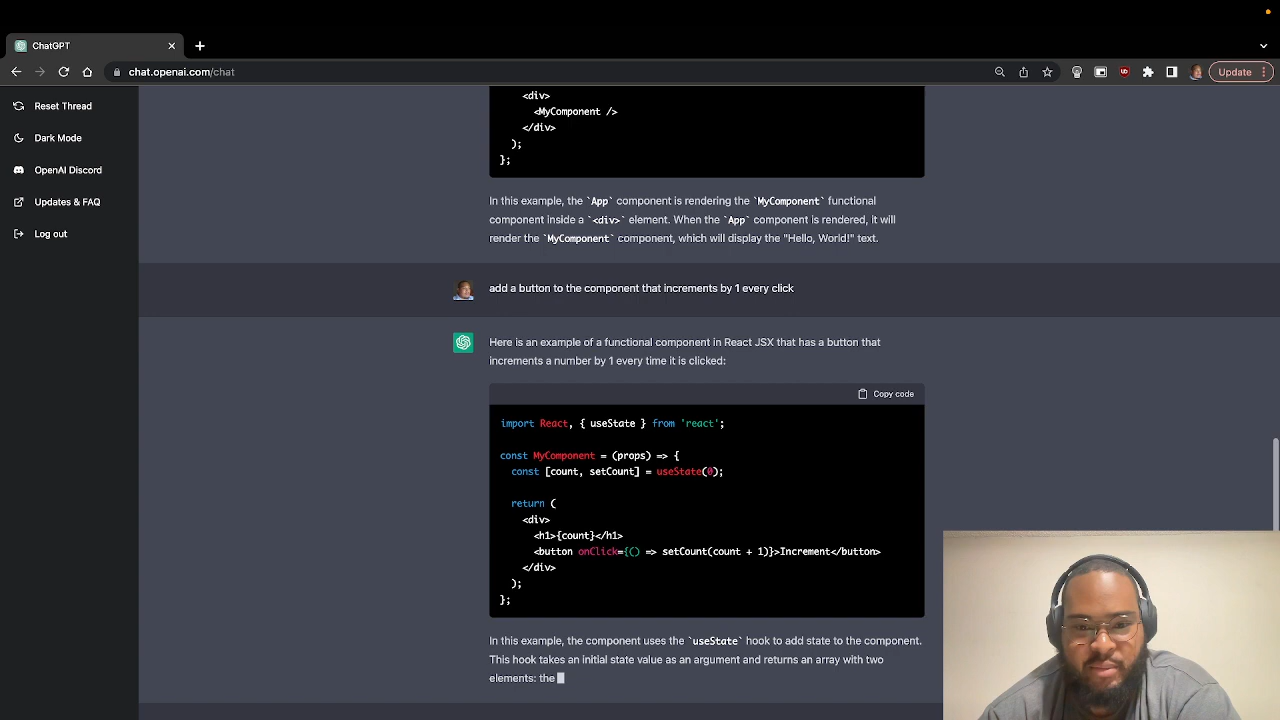 ChatGPT
chat.openai.com/chat
Update
Reset Thread
Dark Mode
OpenAI Discord
Updates & FAQ
Log out
<div>
<MyComponent />
</div>
);
};
In this example, the `App` component is rendering the `MyComponent` functional
component inside a `<div>` element. When the `App` component is rendered, it will
render the `MyComponent` component, which will display the "Hello, World!" text.
add a button to the component that increments by 1 every click
Here is an example of a functional component in React JSX that has a button that
increments a number by 1 every time it is clicked:
Copy code
import React, { useState } from 'react';
const MyComponent = (props) => {
const [count, setCount] = useState(0);
return (
<div>
<h1>{count}</h1>
<button onClick={() => setCount(count + 1)}>Increment</button>
</div>
);
};
In this example, the component uses the `useState` hook to add state to the component.
This hook takes an initial state value as an argument and returns an array with two
elements: the